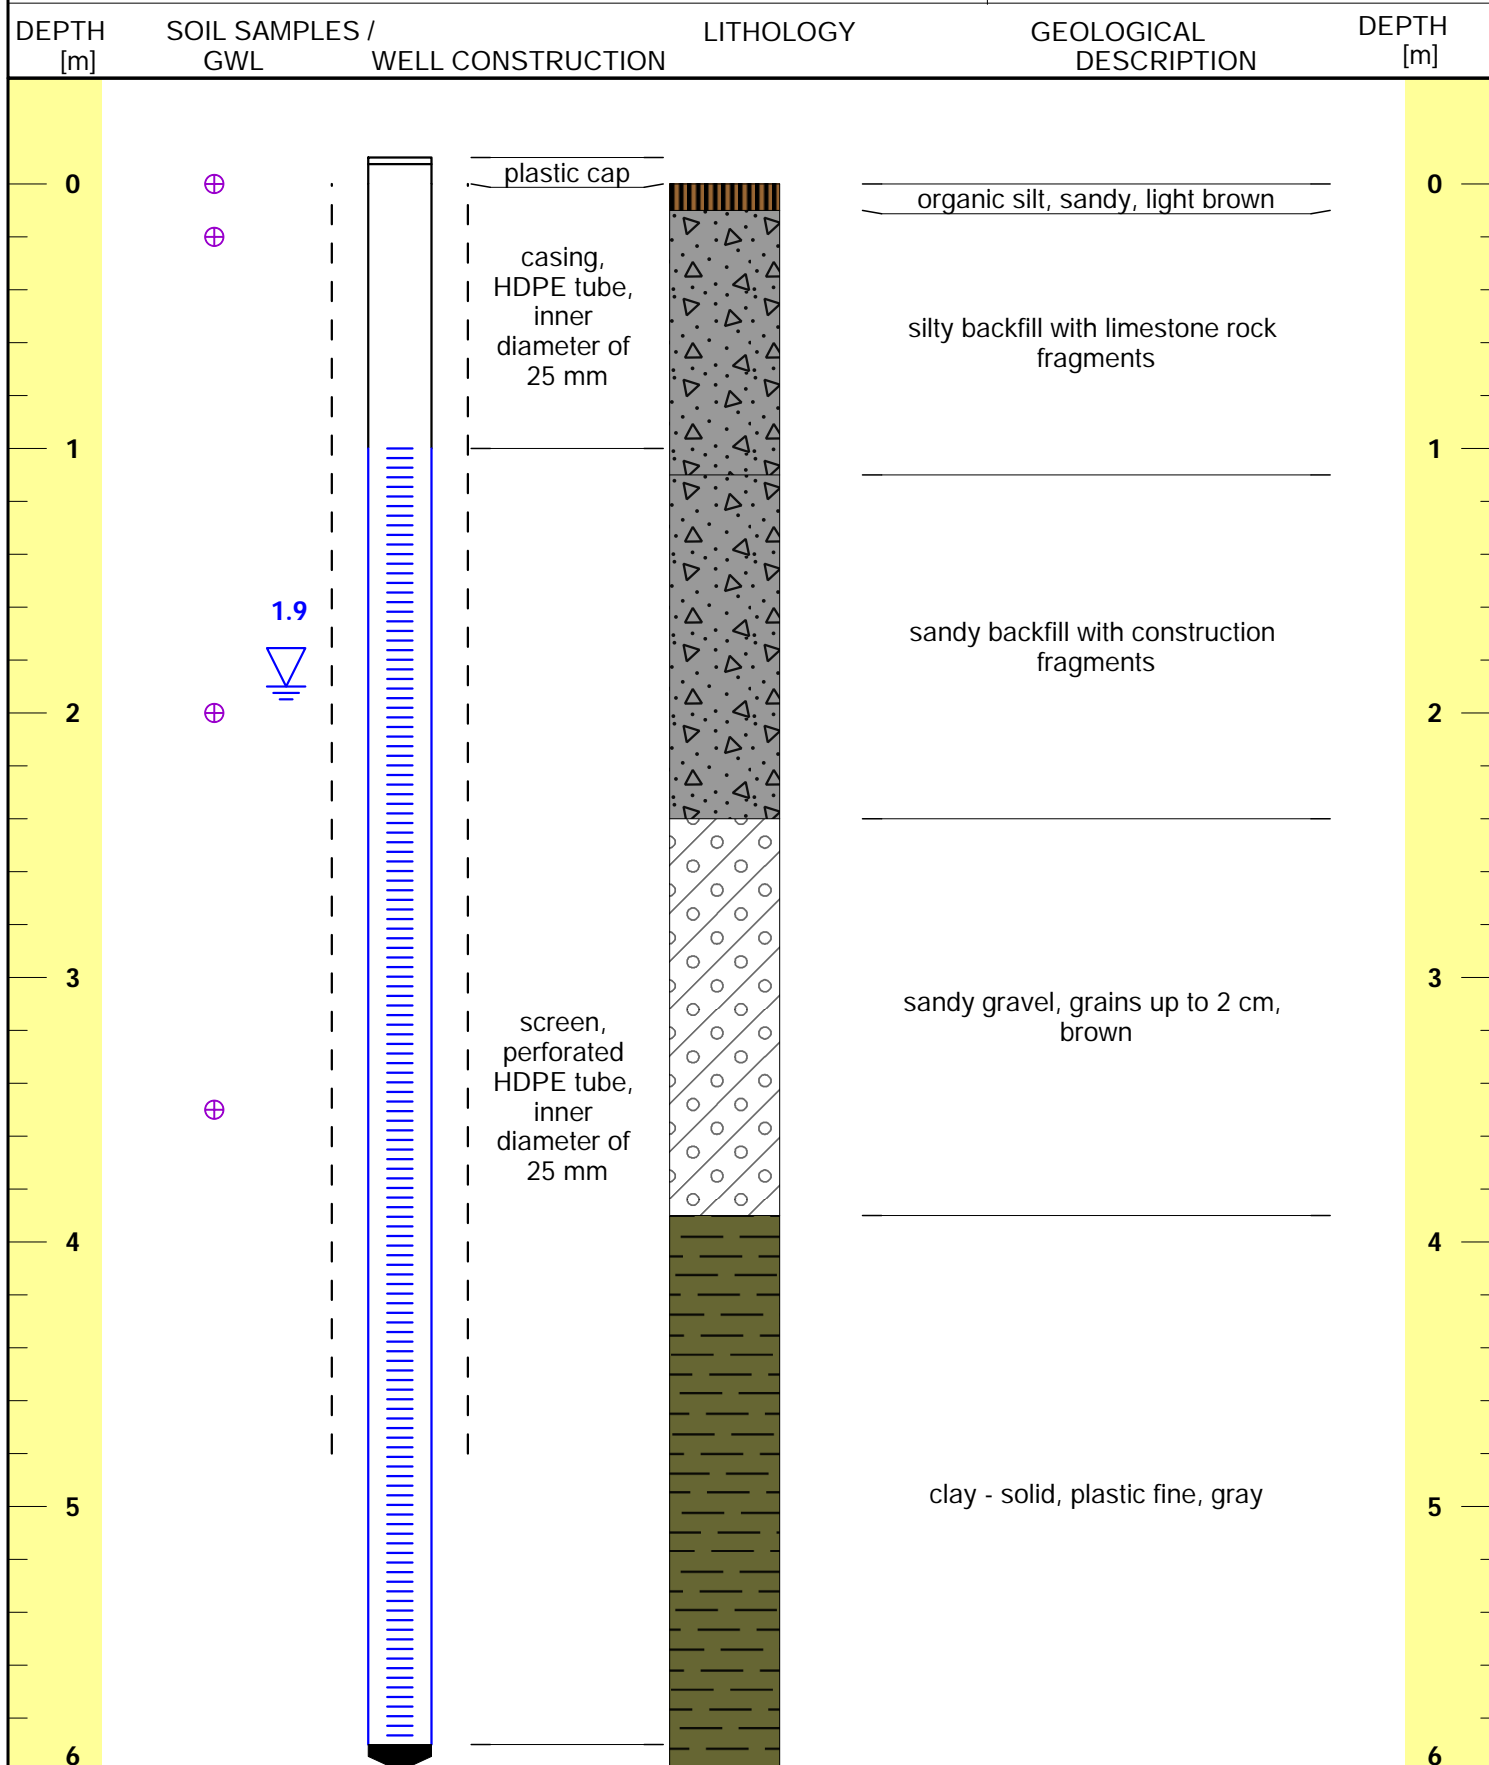 DEPTH
[m]
SOIL SAMPLES /
GWL
WELL CONSTRUCTION
LITHOLOGY
GEOLOGICAL
DESCRIPTION
DEPTH
[m]
0
1
2
3
4
5
6
1.9
plastic cap
casing,
HDPE tube,
inner
diameter of
25 mm
screen,
perforated
HDPE tube,
inner
diameter of
25 mm
organic silt, sandy, light brown
silty backfill with limestone rock
fragments
sandy backfill with construction
fragments
sandy gravel, grains up to 2 cm,
brown
clay - solid, plastic fine, gray
0
1
2
3
4
5
6